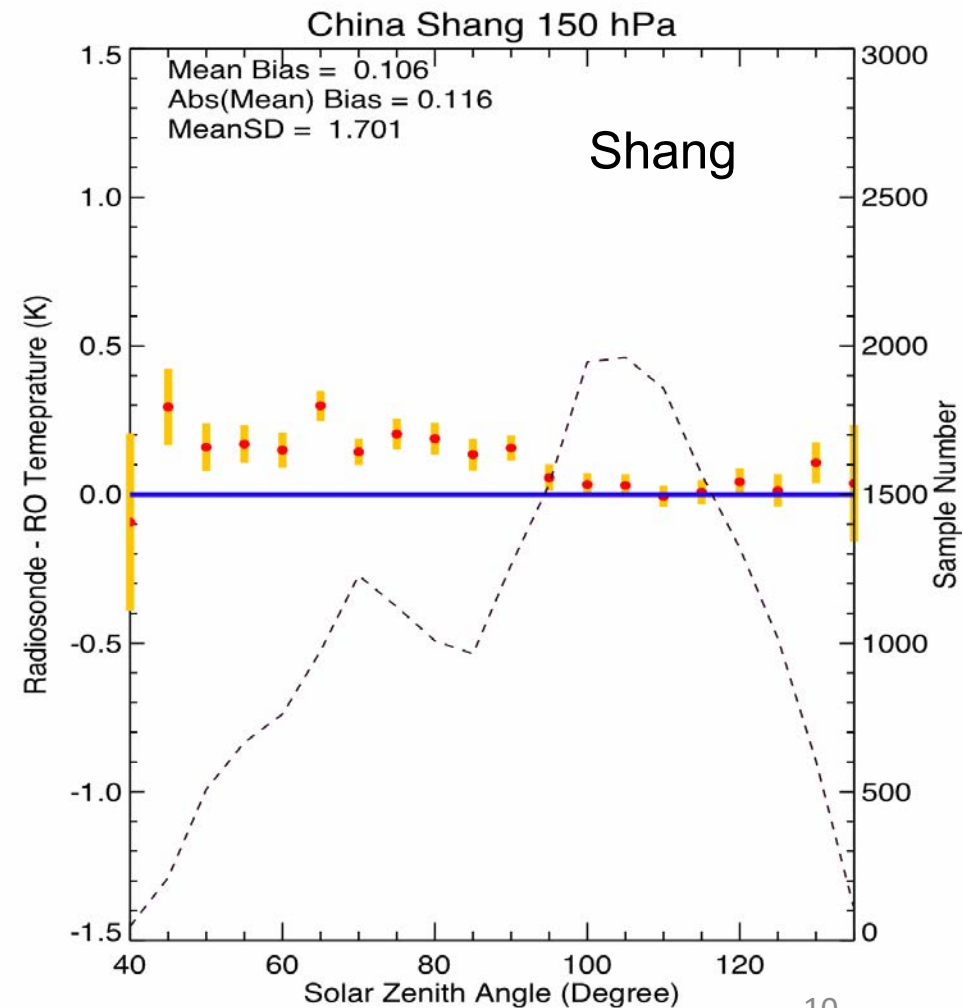 China Shang 150 hPa
Mean Bias = 0.106
Abs(Mean) Bias = 0.116
MeanSD = 1.701
Shang
1.5
1.0
0.5
0.0
-0.5
-1.0
-1.5
Radiosonde - RO Temeprature (K)
3000
2500
2000
1500
1000
500
0
Sample Number
40 60 80 100 120
Solar Zenith Angle (Degree)
10